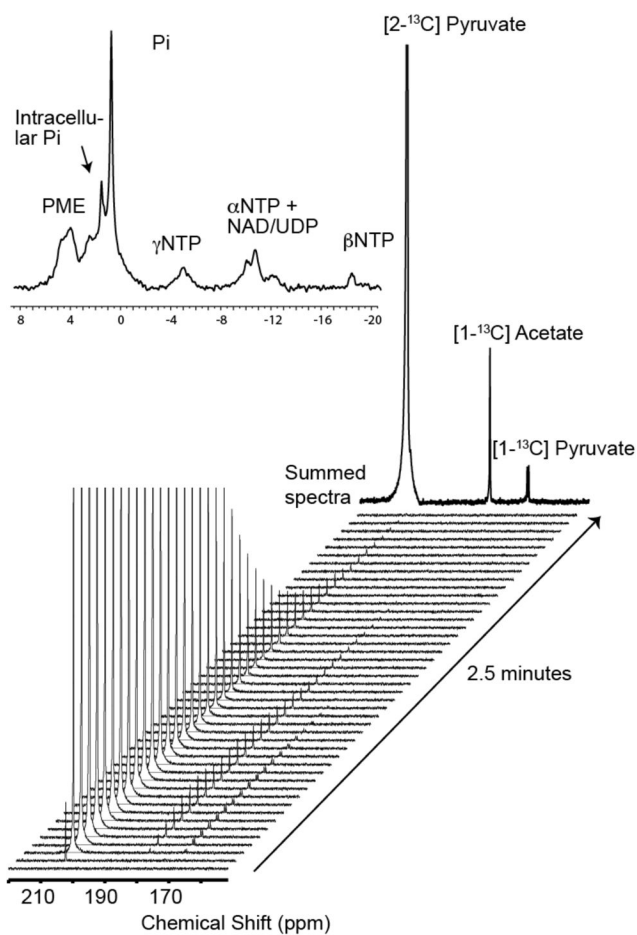 [2-¹³C] Pyruvate
Pi
Intracellu-
lar Pi
PME
γNTP
αNTP +
NAD/UDP
βNTP
8 4 0 -4 -8 -12 -16 -20
[1-¹³C] Acetate
[1-¹³C] Pyruvate
Summed
spectra
2.5 minutes
210 190 170
Chemical Shift (ppm)